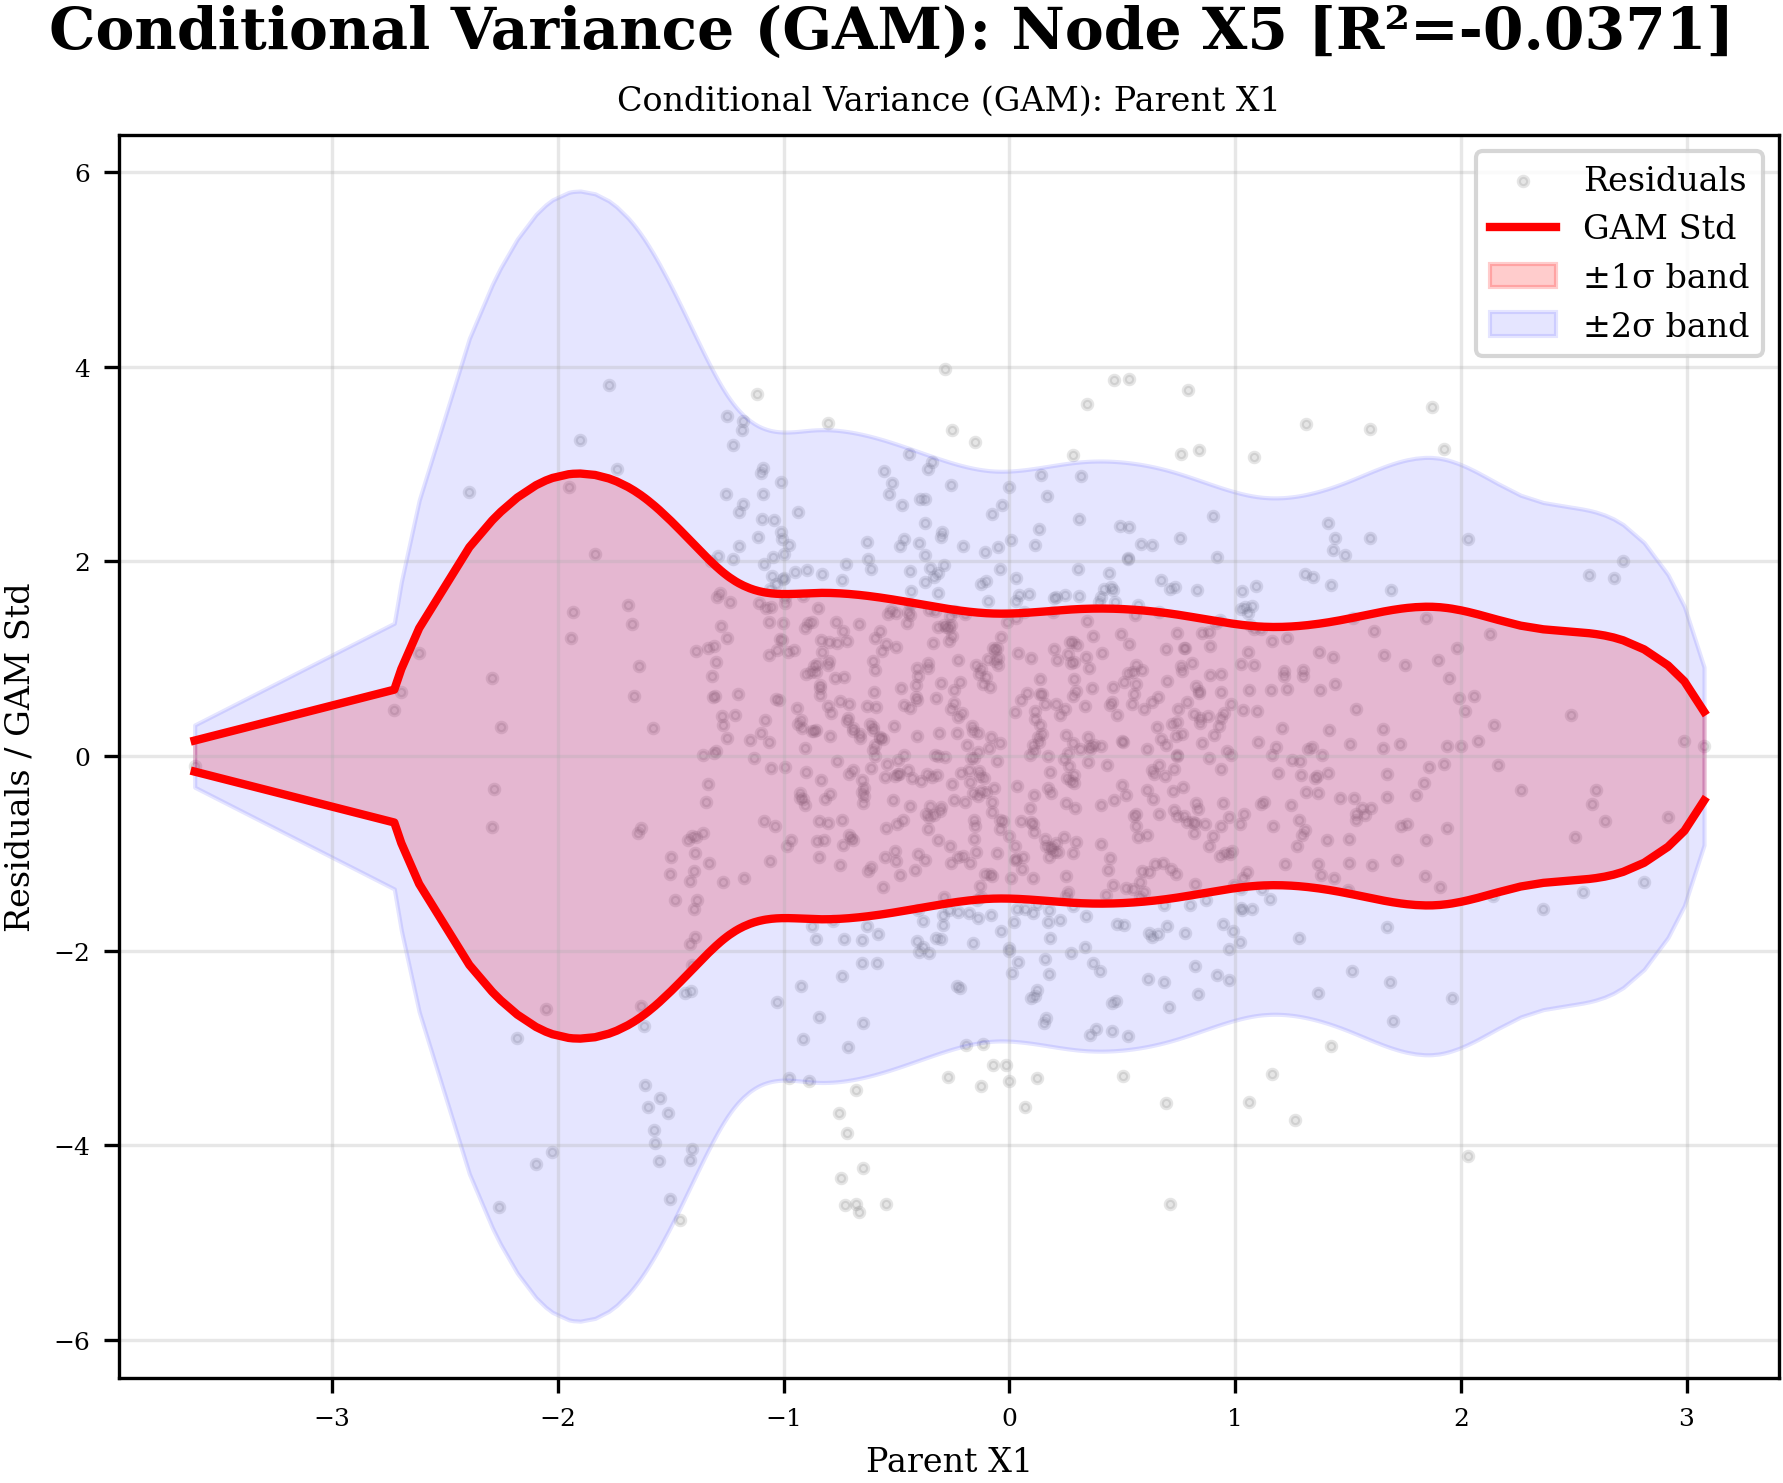 Conditional Variance (GAM): Node X5 [R²=-0.0371]
Conditional Variance (GAM): Parent X1
Residuals
GAM Std
±1σ band
±2σ band
Residuals / GAM Std
6
4
2
0
−2
−4
−6
−3
−2
−1
0
1
2
3
Parent X1